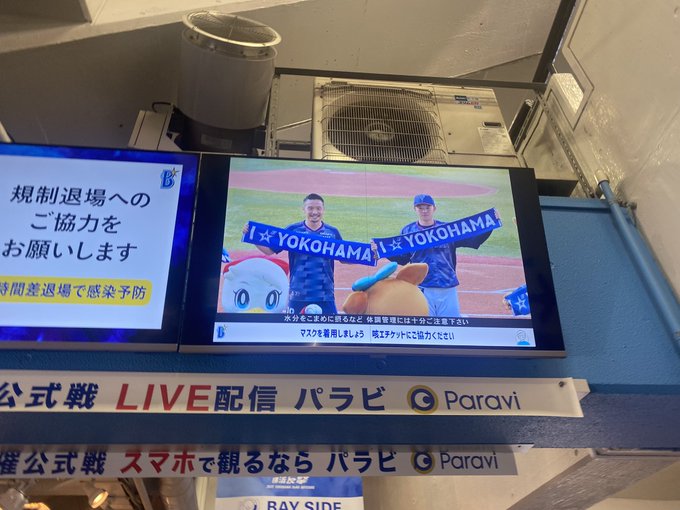 規制退場への
ご協力を
お願いします
時間差退場で感染予防
I ☆ YOKOHAMA
I ☆ YOKOHAMA
水分をこまめに摂るなど 体調管理には十分ご注意下さい
マスクを着用しましょう 咳エチケットにご協力ください
公式戦 LIVE配信 パラビ Paravi
催公式戦 スマホで観るなら パラビ Paravi
BAY SIDE